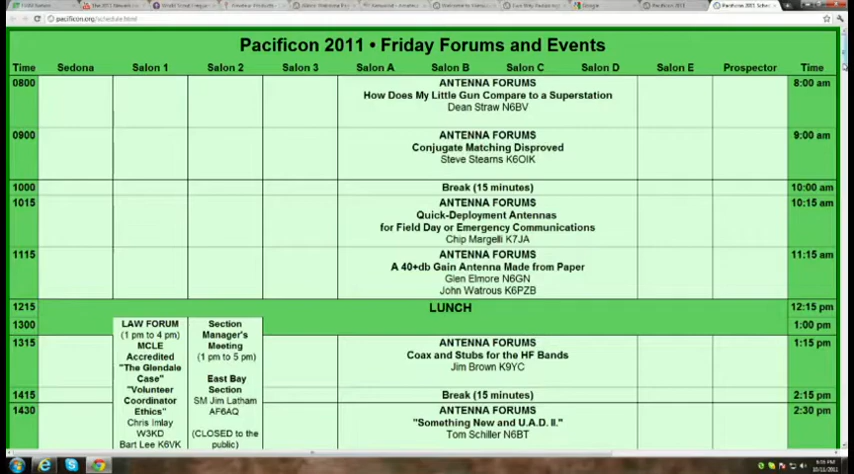 pacificon.org/schedule.html
Pacificon 2011 • Friday Forums and Events
Time Sedona Salon 1 Salon 2 Salon 3 Salon A Salon B Salon C Salon D Salon E Prospector Time
0800 ANTENNA FORUMS 8:00 am
How Does My Little Gun Compare to a Superstation
Dean Straw N6BV
0900 ANTENNA FORUMS 9:00 am
Conjugate Matching Disproved
Steve Stearns K6OIK
1000 Break (15 minutes) 10:00 am
1015 ANTENNA FORUMS 10:15 am
Quick-Deployment Antennas
for Field Day or Emergency Communications
Chip Margelli K7JA
1115 ANTENNA FORUMS 11:15 am
A 40+db Gain Antenna Made from Paper
Glen Elmore N6GN
John Watrous K6PZB
1215 LUNCH 12:15 pm
1300 1:00 pm
LAW FORUM
(1 pm to 4 pm)
MCLE
Accredited
"The Glendale
Case"
"Volunteer
Coordinator
Ethics"
Chris Imlay
W3KD
Bart Lee K6VK
Section
Manager's
Meeting
(1 pm to 5 pm)
East Bay
Section
SM Jim Latham
AF6AQ
(CLOSED to the
public)
1315 ANTENNA FORUMS 1:15 pm
Coax and Stubs for the HF Bands
Jim Brown K9YC
1415 Break (15 minutes) 2:15 pm
1430 ANTENNA FORUMS 2:30 pm
"Something New and U.A.D. II."
Tom Schiller N6BT